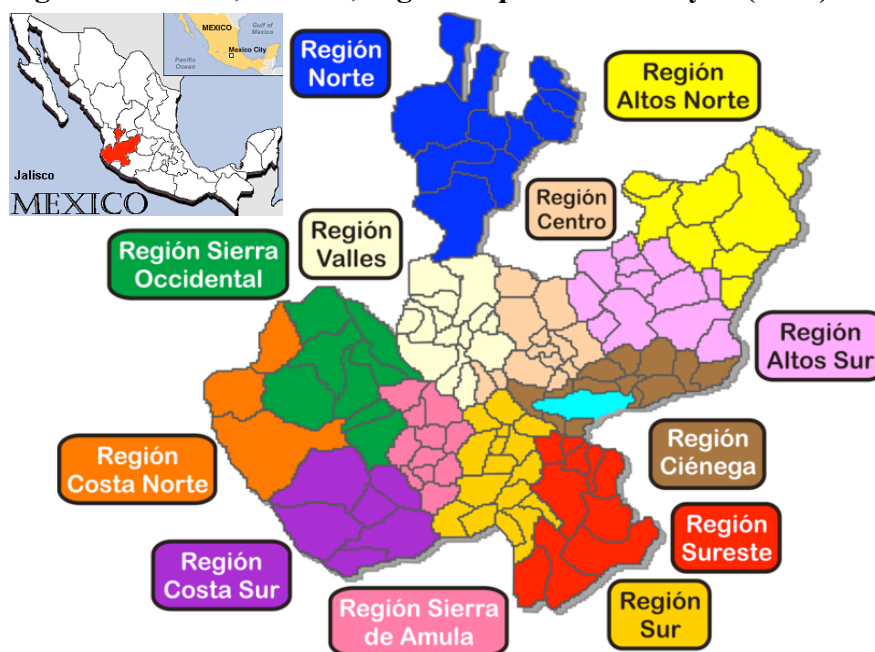 MEXICO
Gulf of
Mexico
Mexico City
Pacific
Ocean
Jalisco
MEXICO
Región
Norte
Región
Altos Norte
Región
Centro
Región
Valles
Región Sierra
Occidental
Región
Altos Sur
Región
Costa Norte
Región
Ciénega
Región
Sureste
Región
Costa Sur
Región Sierra
de Amula
Región
Sur